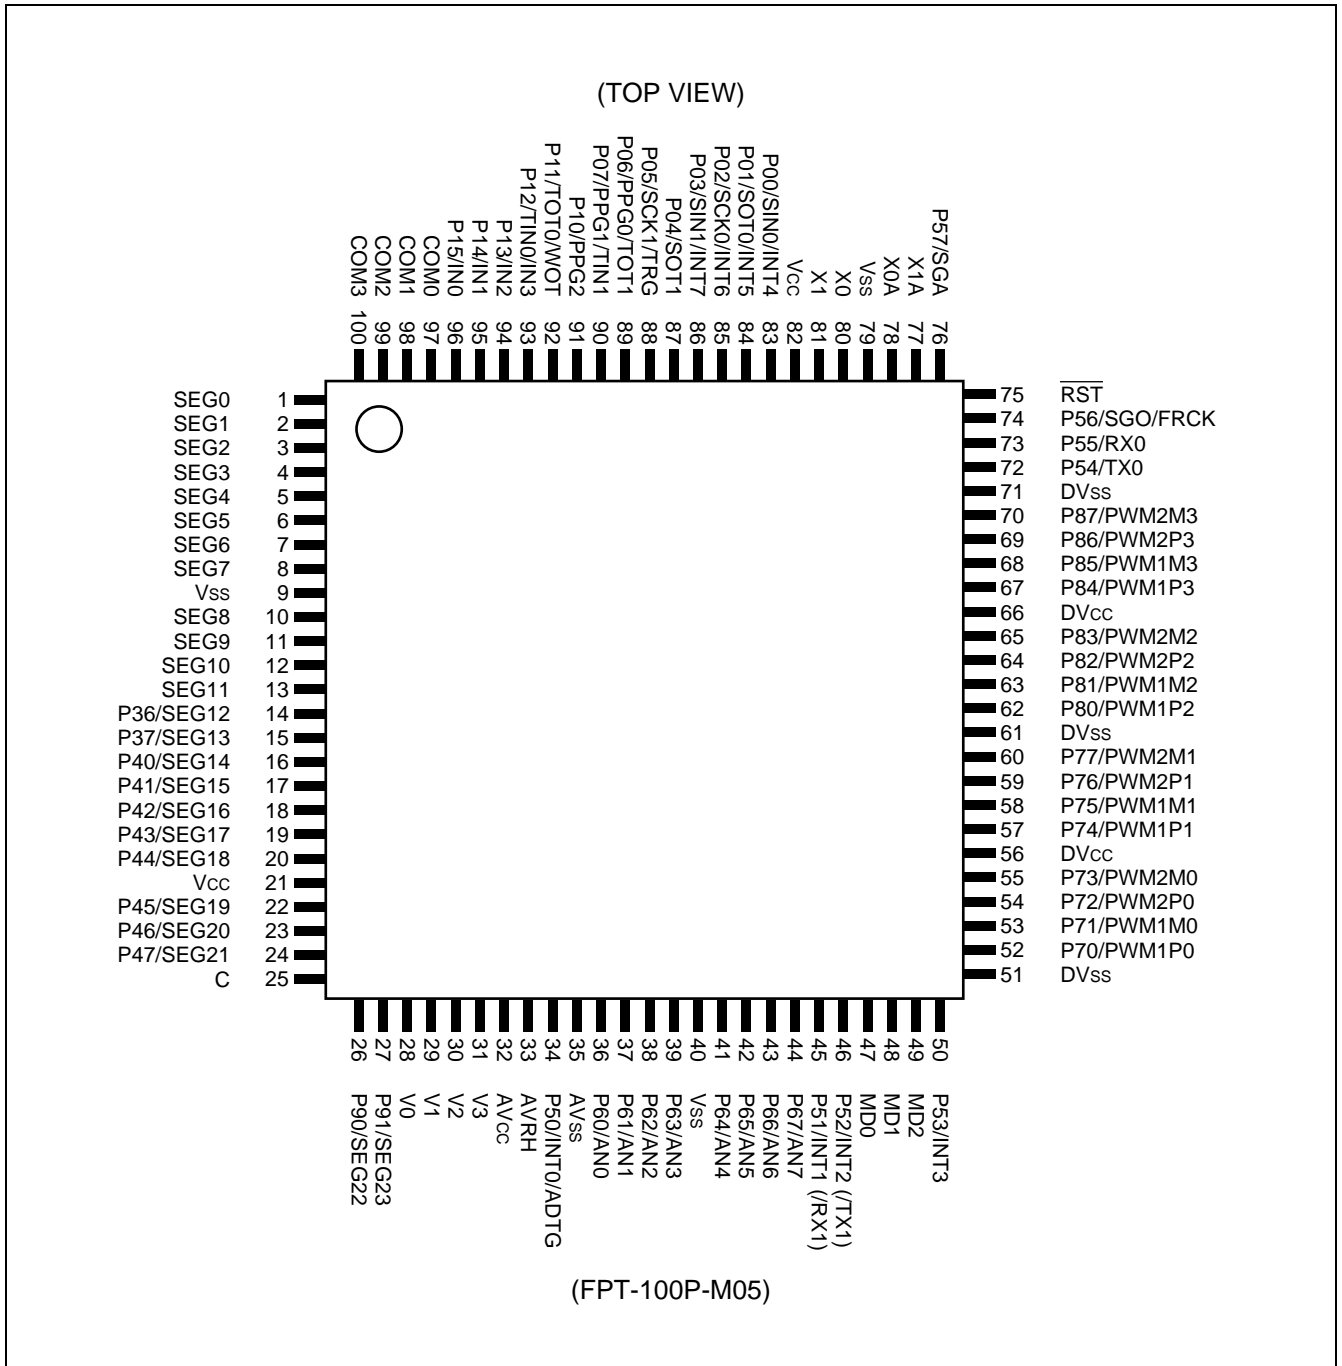 (TOP VIEW)
COM3 100
COM2 99
COM1 98
COM0 97
P15/IN0 96
P14/IN1 95
P13/IN2 94
P12/TIN0/IN3 93
P11/TOT0/WOT 92
P10/PPG2 91
P07/PPG1/TIN1 90
P06/PPG0/TOT1 89
P05/SCK1/TRG 88
P04/SOT1 87
P03/SIN1/INT7 86
P02/SCK0/INT6 85
P01/SOT0/INT5 84
P00/SIN0/INT4 83
Vcc 82
X1 81
X0 80
Vss 79
X0A 78
X1A 77
P57/SGA 76
SEG0 1
SEG1 2
SEG2 3
SEG3 4
SEG4 5
SEG5 6
SEG6 7
SEG7 8
Vss 9
SEG8 10
SEG9 11
SEG10 12
SEG11 13
P36/SEG12 14
P37/SEG13 15
P40/SEG14 16
P41/SEG15 17
P42/SEG16 18
P43/SEG17 19
P44/SEG18 20
Vcc 21
P45/SEG19 22
P46/SEG20 23
P47/SEG21 24
C 25
75 RST
74 P56/SGO/FRCK
73 P55/RX0
72 P54/TX0
71 DVss
70 P87/PWM2M3
69 P86/PWM2P3
68 P85/PWM1M3
67 P84/PWM1P3
66 DVcc
65 P83/PWM2M2
64 P82/PWM2P2
63 P81/PWM1M2
62 P80/PWM1P2
61 DVss
60 P77/PWM2M1
59 P76/PWM2P1
58 P75/PWM1M1
57 P74/PWM1P1
56 DVcc
55 P73/PWM2M0
54 P72/PWM2P0
53 P71/PWM1M0
52 P70/PWM1P0
51 DVss
26 P90/SEG22
27 P91/SEG23
28 V0
29 V1
30 V2
31 V3
32 AVcc
33 AVRH
34 P50/INT0/ADTG
35 AVss
36 P60/AN0
37 P61/AN1
38 P62/AN2
39 P63/AN3
40 Vss
41 P64/AN4
42 P65/AN5
43 P66/AN6
44 P67/AN7
45 P51/INT1 (/RX1)
46 P52/INT2 (/TX1)
47 MD0
48 MD1
49 MD2
50 P53/INT3
(FPT-100P-M05)